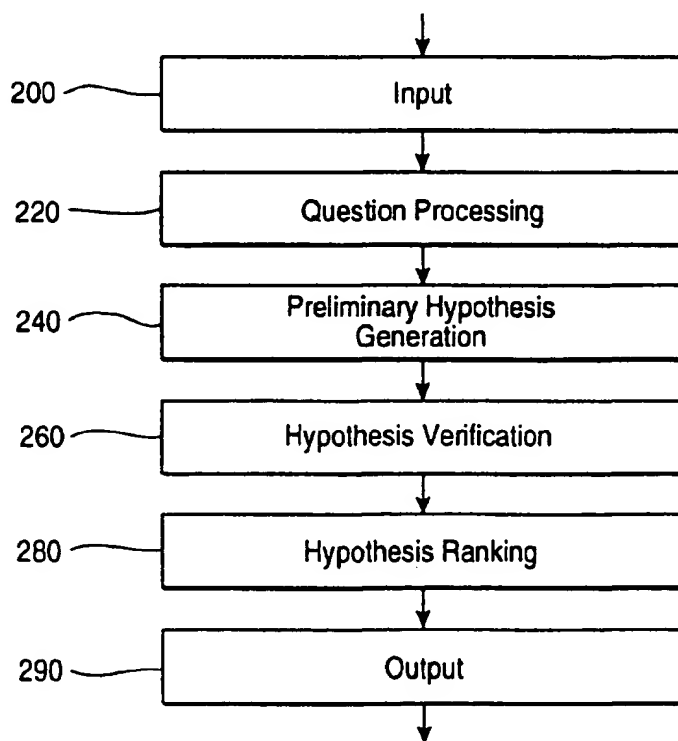 200 Input
220 Question Processing
240 Preliminary Hypothesis
Generation
260 Hypothesis Verification
280 Hypothesis Ranking
290 Output